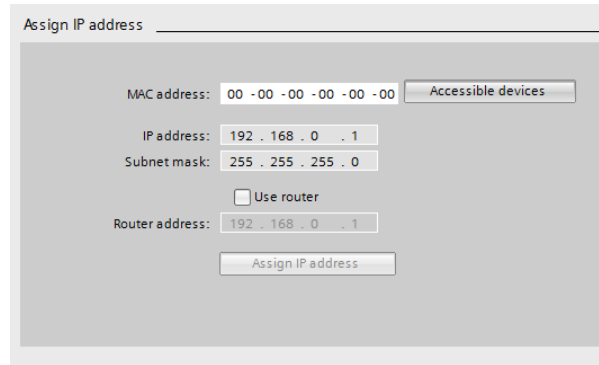 Assign IP address
MAC address: 00 -00 -00 -00 -00 -00 Accessible devices
IP address: 192 . 168 . 0 . 1
Subnet mask: 255 . 255 . 255 . 0
Use router
Router address: 192 . 168 . 0 . 1
Assign IP address